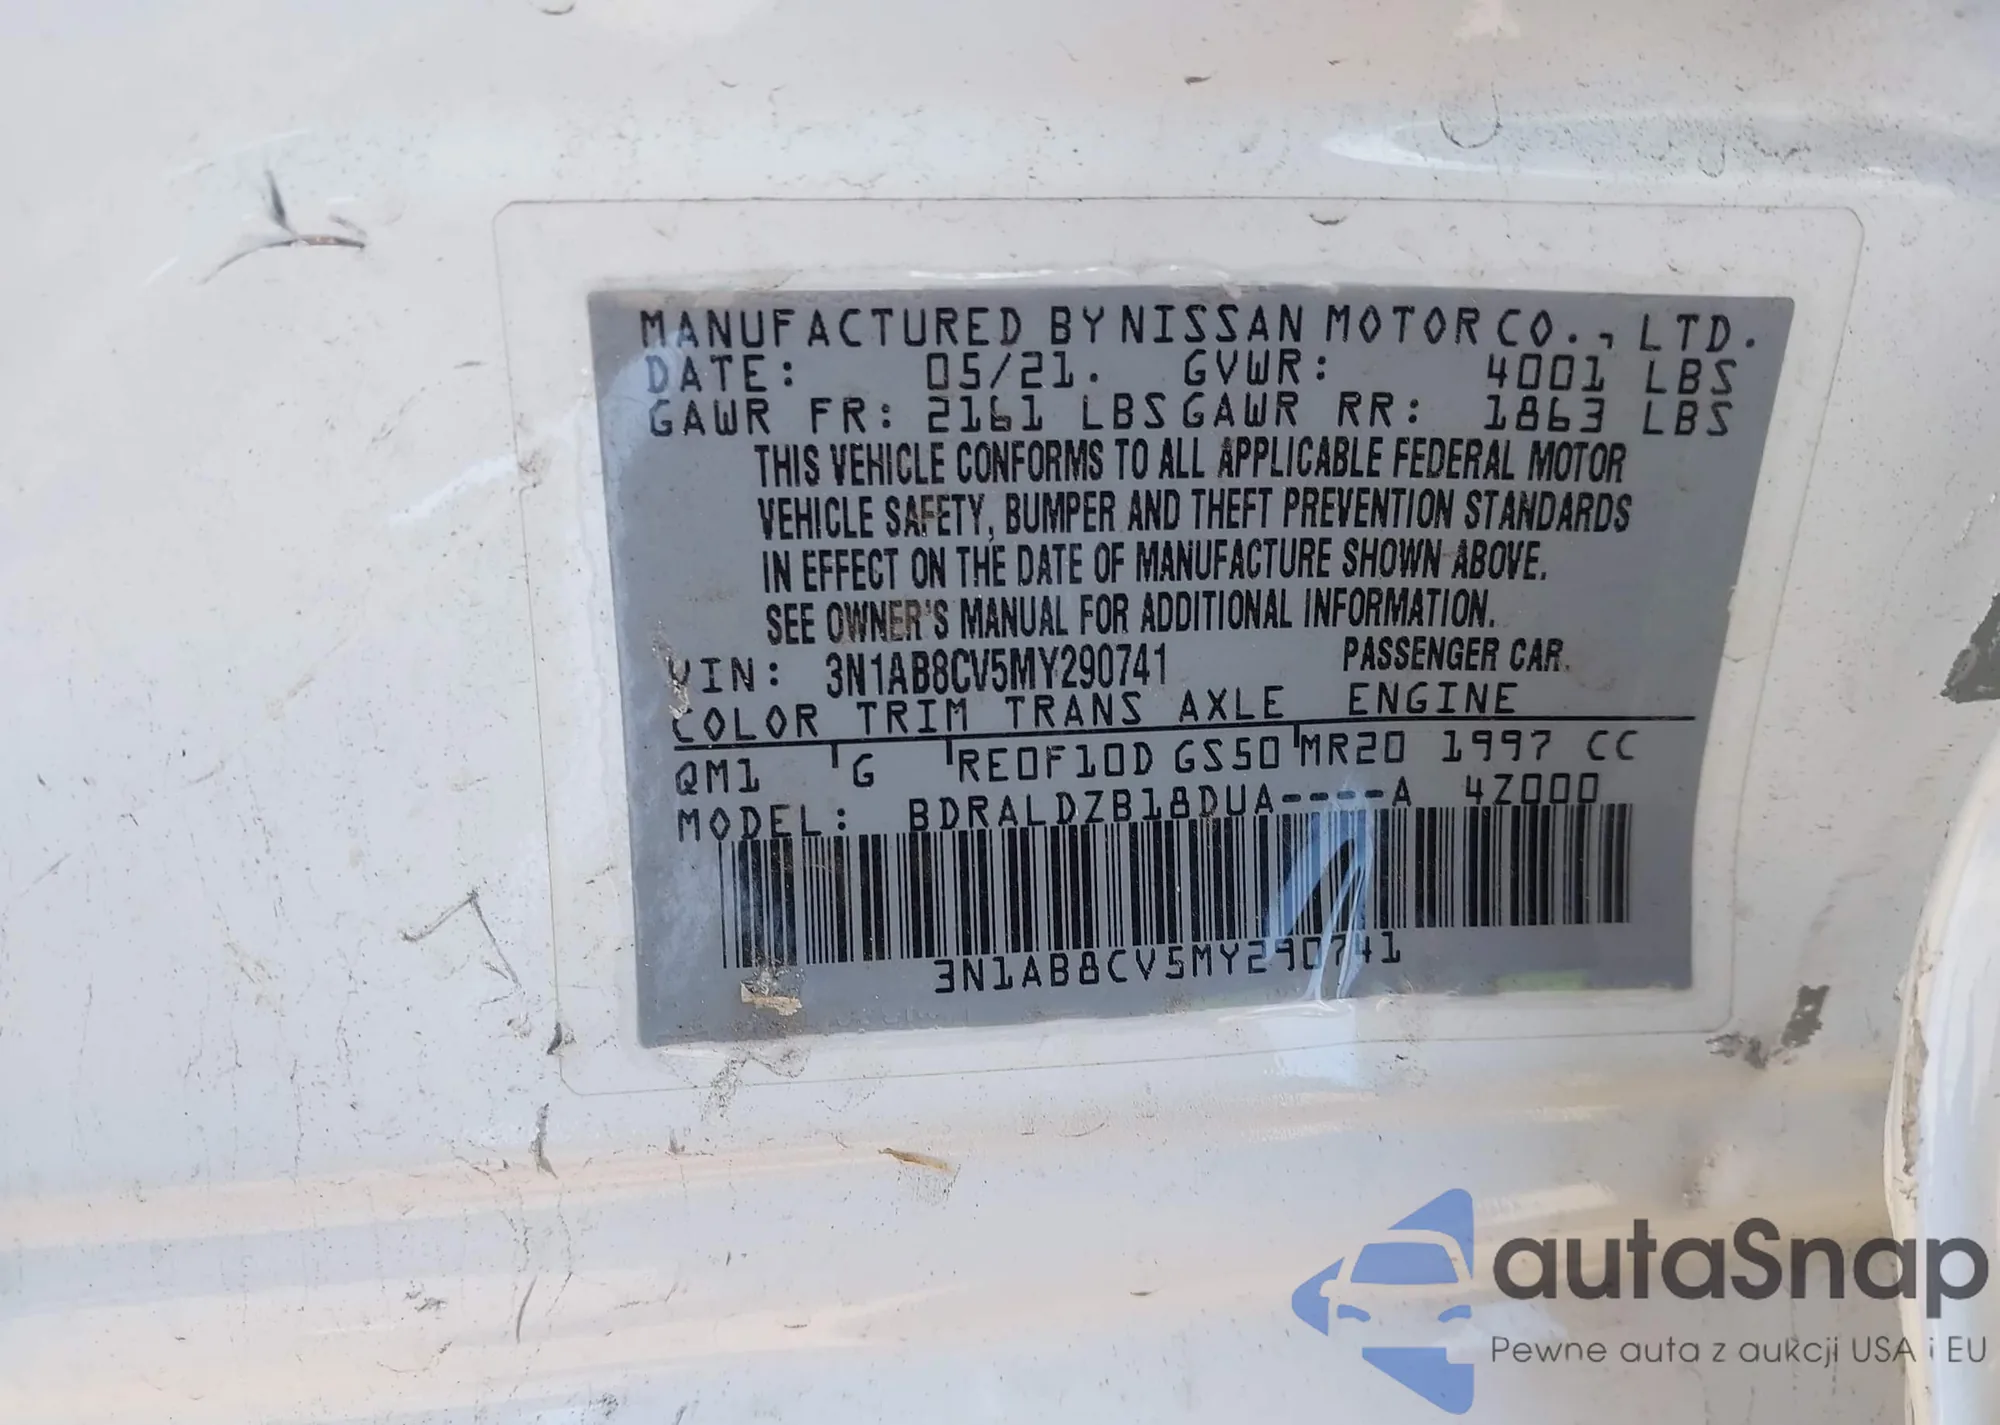 MANUFACTURED BY NISSAN MOTOR CO., LTD.
DATE: 05/21. GVWR: 4001 LBS
GAWR FR: 2161 LBS GAWR RR: 1863 LBS
THIS VEHICLE CONFORMS TO ALL APPLICABLE FEDERAL MOTOR
VEHICLE SAFETY, BUMPER AND THEFT PREVENTION STANDARDS
IN EFFECT ON THE DATE OF MANUFACTURE SHOWN ABOVE.
SEE OWNER'S MANUAL FOR ADDITIONAL INFORMATION.
VIN: 3N1AB8CV5MY290741 PASSENGER CAR.
COLOR TRIM TRANS AXLE ENGINE
QM1 G RE0F10D GS50 MR20 1997 CC
MODEL: BDRALDZB18DUA----A 4Z000
3N1AB8CV5MY290741
autaSnap
Pewne auta z aukcji USA i EU